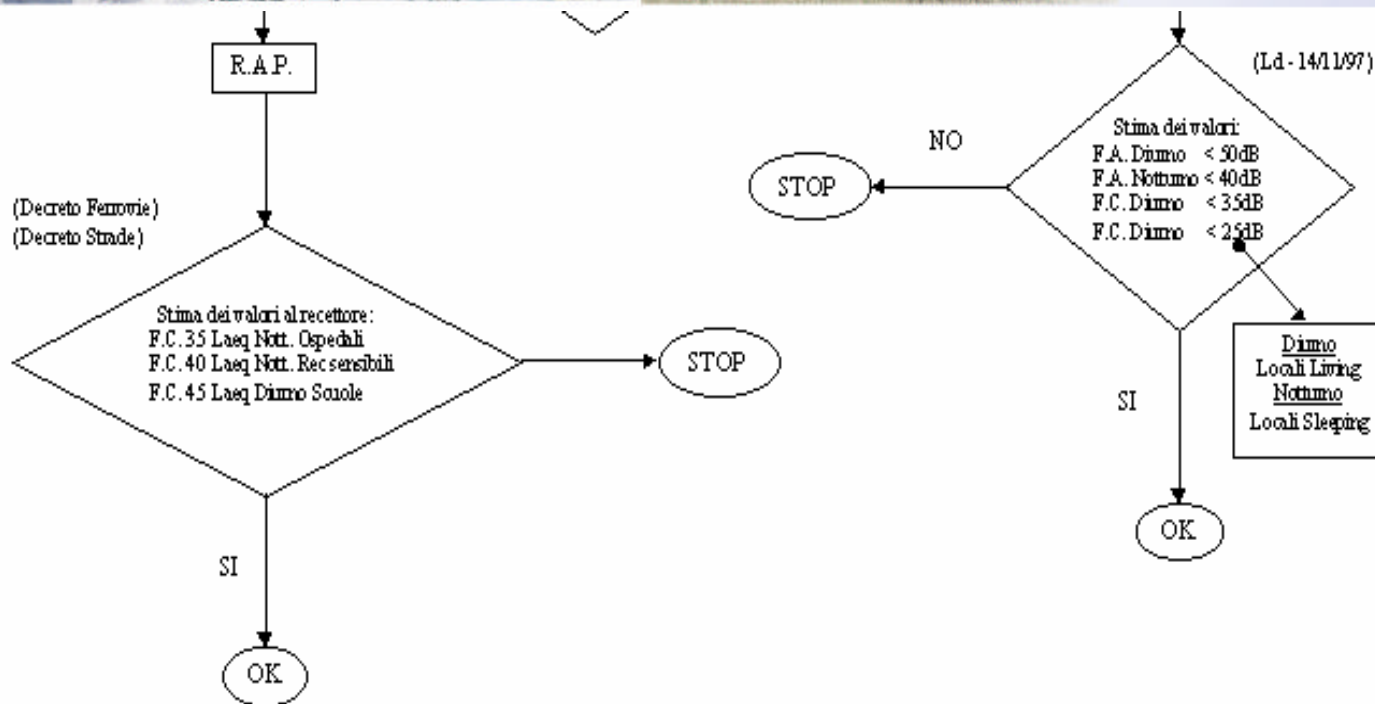 R.A.P.
(Decreto Ferrovie)
(Decreto Strade)
Stima dei valori al recettore:
F.C. 35 Laeq Nott. Ospedali
F.C. 40 Laeq Nott. Rec sensibili
F.C. 45 Laeq Diurno Scuole
STOP
SI
OK
(Ld - 14/11/97)
Stima dei valori:
F.A. Diurno < 50dB
F.A. Notturno < 40dB
F.C. Diurno < 35dB
F.C. Diurno < 25dB
NO
STOP
Diurno
Locali Living
Notturno
Locali Sleeping
SI
OK